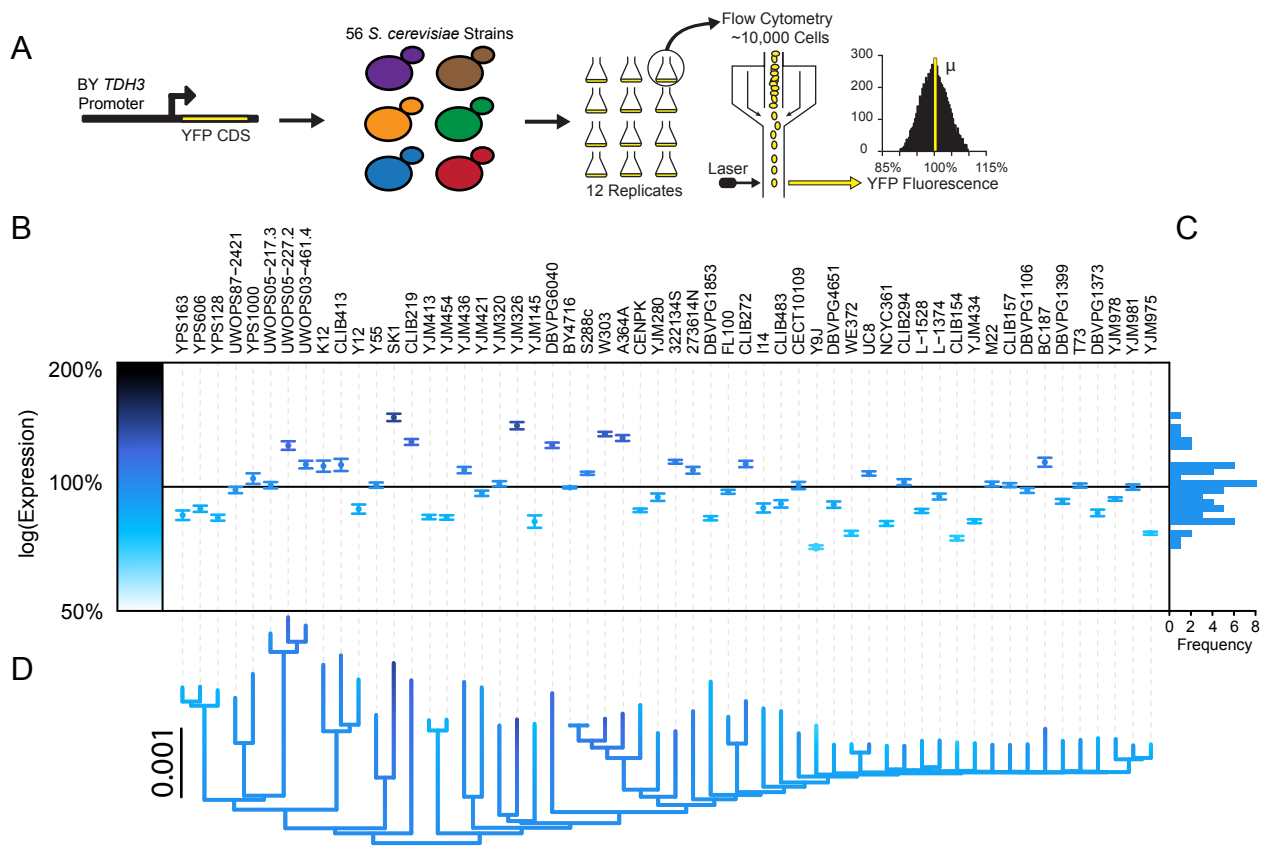 A
BY TDH3
Promoter
YFP CDS
56 S. cerevisiae Strains
12 Replicates
Flow Cytometry
~10,000 Cells
Laser
YFP Fluorescence
300
200
100
0
μ
85%
100%
115%
B
C
YPS163
YPS606
YPS128
UWOPS87−2421
YPS1000
UWOPS05−217.3
UWOPS05−227.2
UWOPS03−461.4
K12
CLIB413
Y12
Y55
SK1
CLIB219
YJM413
YJM454
YJM436
YJM421
YJM320
YJM326
YJM145
DBVPG6040
BY4716
S288c
W303
A364A
CENPK
YJM280
322134S
273614N
DBVPG1853
FL100
CLIB272
I14
CLIB483
CECT10109
Y9J
DBVPG4651
WE372
UC8
NCYC361
CLIB294
L−1528
L−1374
CLIB154
YJM434
M22
CLIB157
DBVPG1106
BC187
DBVPG1399
T73
DBVPG1373
YJM978
YJM981
YJM975
200%
100%
50%
log(Expression)
0 2 4 6 8
Frequency
D
0.001